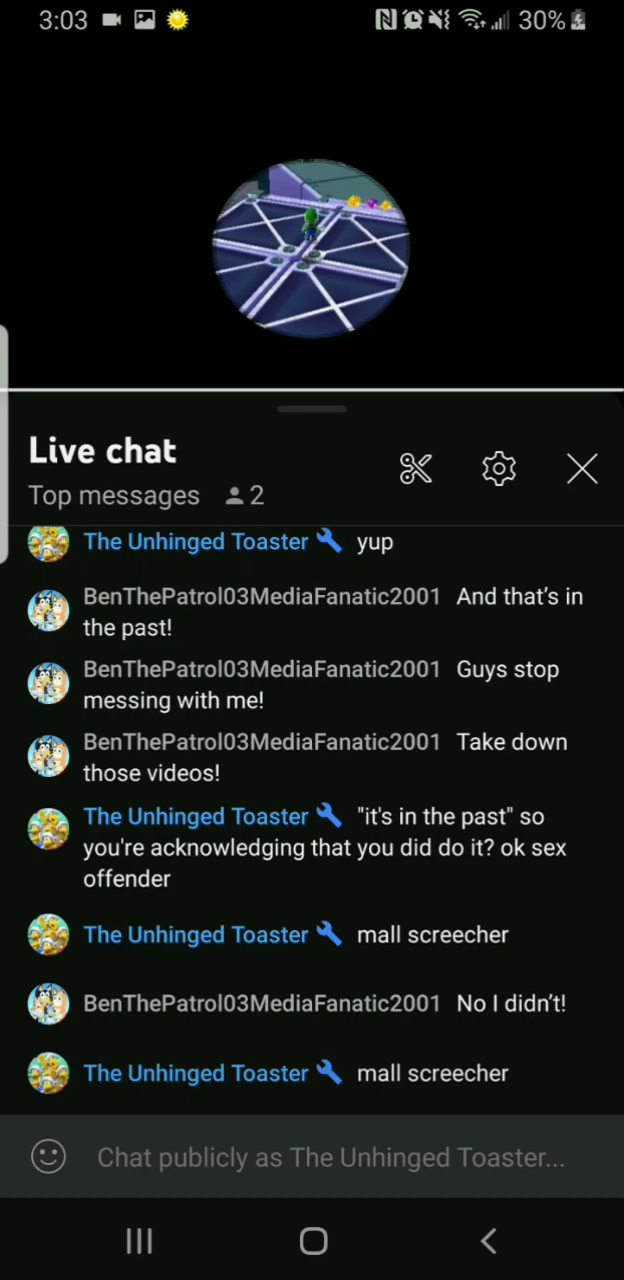 3:03 30%
Live chat
Top messages 2
The Unhinged Toaster yup
BenThePatrol03MediaFanatic2001 And that's in
the past!
BenThePatrol03MediaFanatic2001 Guys stop
messing with me!
BenThePatrol03MediaFanatic2001 Take down
those videos!
The Unhinged Toaster "it's in the past" so
you're acknowledging that you did do it? ok sex
offender
The Unhinged Toaster mall screecher
BenThePatrol03MediaFanatic2001 No I didn't!
The Unhinged Toaster mall screecher
Chat publicly as The Unhinged Toaster...